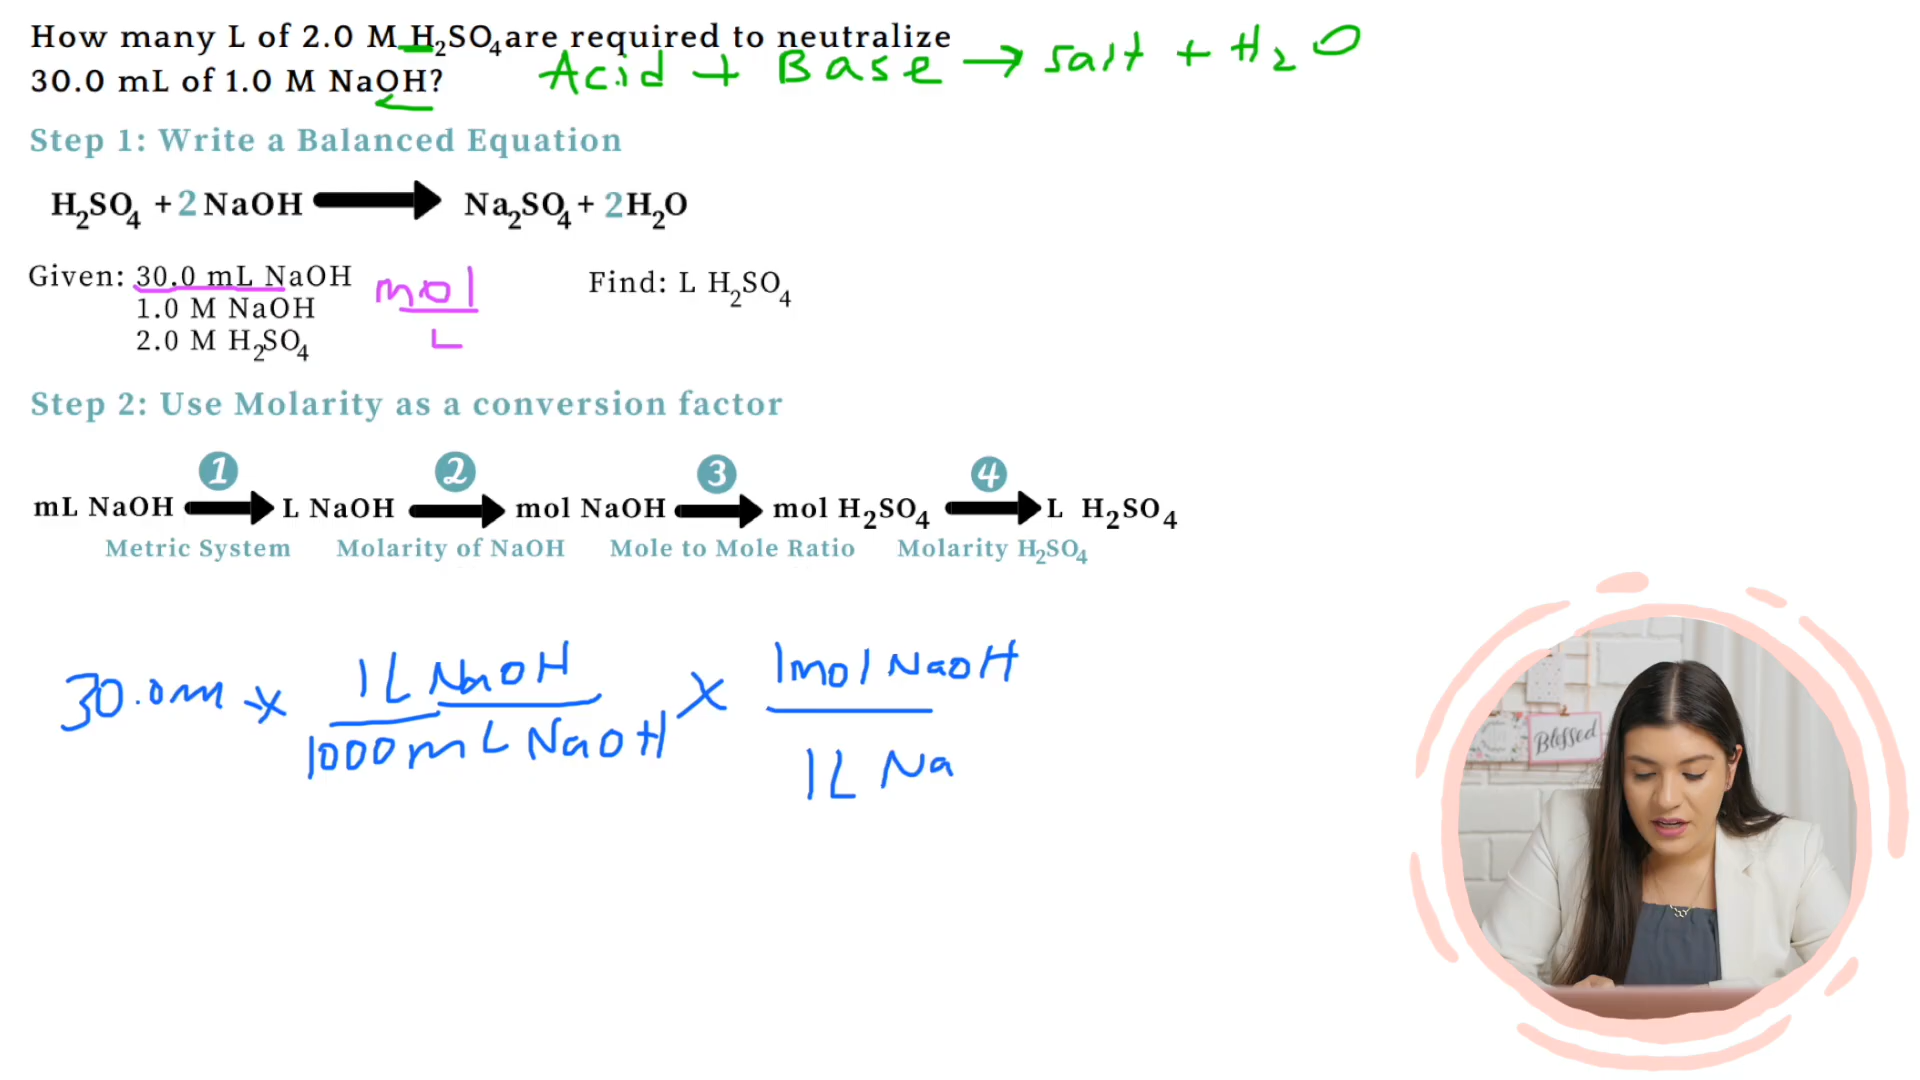 How many L of 2.0 M H₂SO₄ are required to neutralize
30.0 mL of 1.0 M NaOH?
Acid + Base → Salt + H₂O
Step 1: Write a Balanced Equation
H₂SO₄ + 2 NaOH → Na₂SO₄ + 2H₂O
Given: 30.0 mL NaOH
1.0 M NaOH
2.0 M H₂SO₄
mol
L
Find: L H₂SO₄
Step 2: Use Molarity as a conversion factor
1 2 3 4
mL NaOH → L NaOH → mol NaOH → mol H₂SO₄ → L H₂SO₄
Metric System Molarity of NaOH Mole to Mole Ratio Molarity H₂SO₄
30.0m x 1L NaOH x 1mol NaOH
1000mL NaOH 1L Na
Blessed